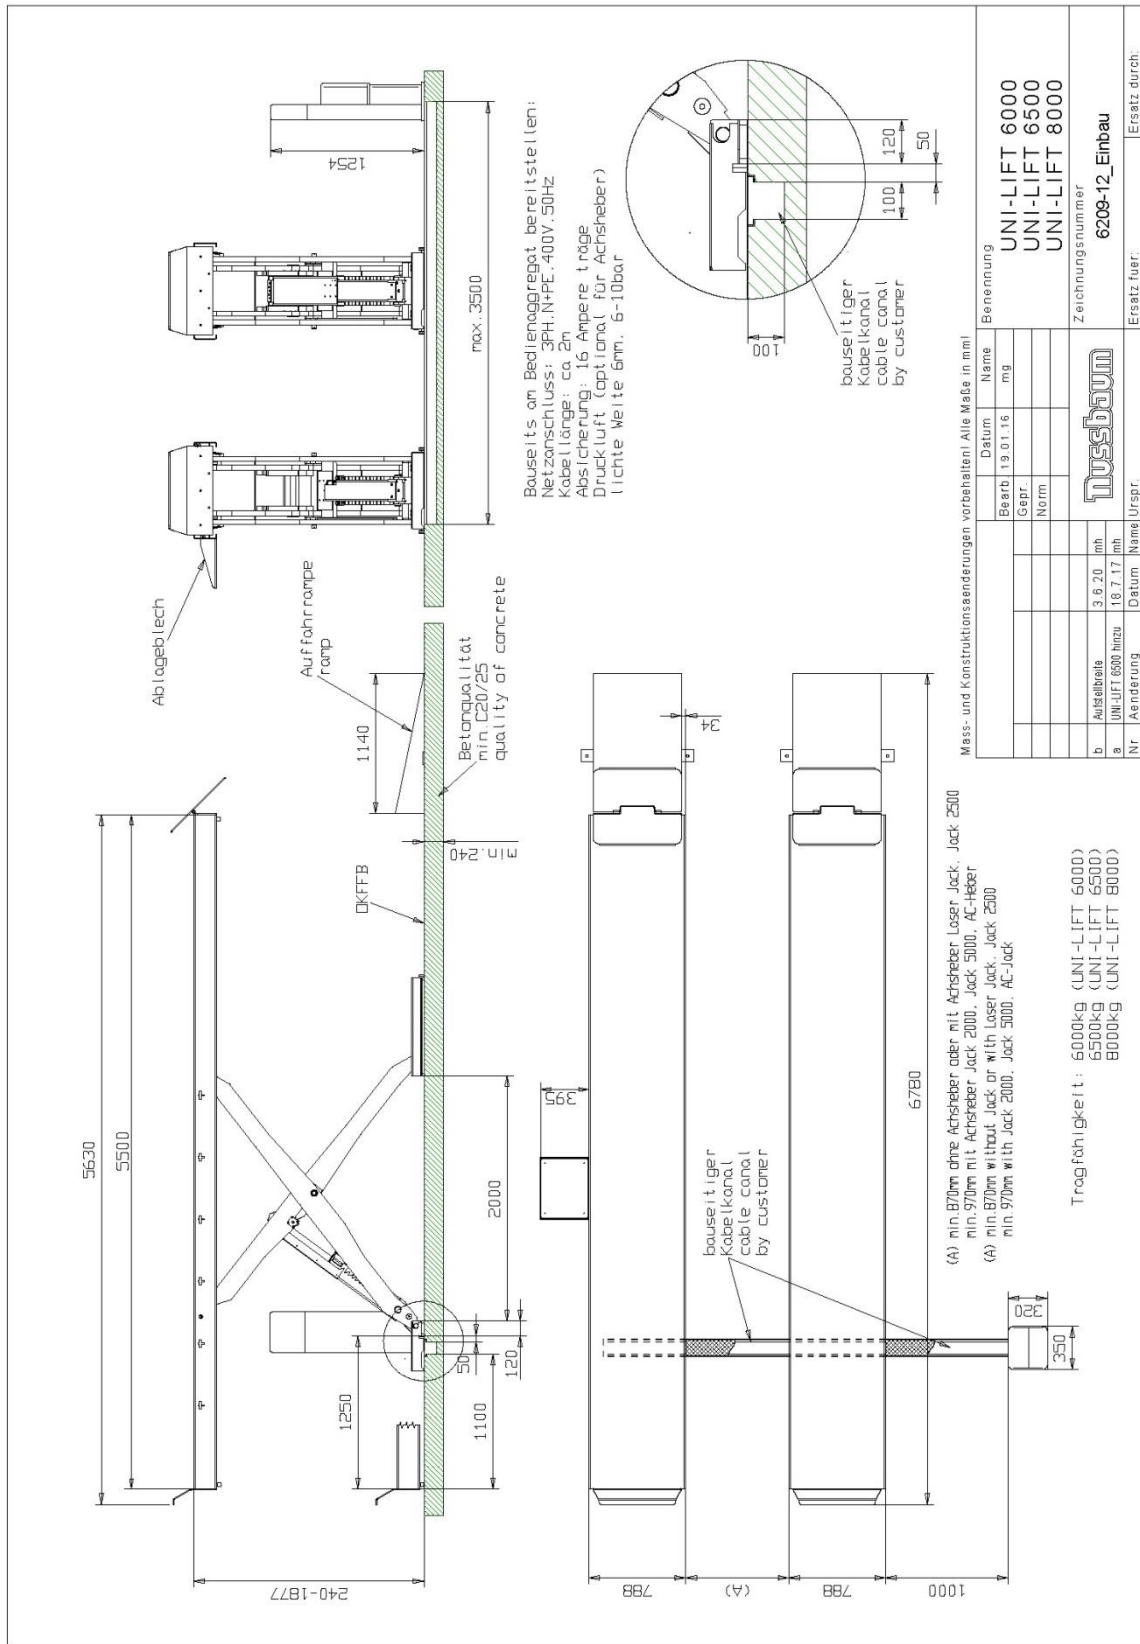 5630
5500
240-1877
1250
1100
50
120
2000
OKFFB
min.240
1140
Auffahrrampe
ramp
Betonqualität
min.C20/25
quality of concrete
Ablageblech
1254
max.3500
Bauseits am Bedienaggregat bereitstellen:
Netzanschluss: 3PH.N+PE.400V.50Hz
Kabellänge: ca 2m
Absicherung: 16 Ampere träge
Druckluft (optional für Achsheber)
lichte Weite 6mm. 6-10bar
100
bauseitiger
Kabelkanal
cable canal
by customer
100
120
50
788
(A)
788
1000
395
bauseitiger
Kabelkanal
cable canal
by customer
6780
34
350
320
(A) min.870mm ohne Achsheber oder mit Achsheber Laser Jack. Jack 2500
min.970mm mit Achsheber Jack 2000. Jack 5000. AC-Heber
(A) min.870mm without Jack or with Laser Jack. Jack 2500
min.970mm with Jack 2000. Jack 5000. AC-Jack
Tragfähigkeit: 6000kg (UNI-LIFT 6000)
6500kg (UNI-LIFT 6500)
8000kg (UNI-LIFT 8000)
Mass- und Konstruktionsaenderungen vorbehalten! Alle Maße in mm!
Datum Name
Bearb. 19.01.16 mg
Gepr.
Norm
Benennung
UNI-LIFT 6000
UNI-LIFT 6500
UNI-LIFT 8000
Nussbaum
Zeichnungsnummer
6209-12_Einbau
b Aufstellbreite 3.6.20 mh
a UNI-LIFT 6500 hinzu 18.7.17 mh
Nr Aenderung Datum Name Urspr. Ersatz fuer: Ersatz durch: